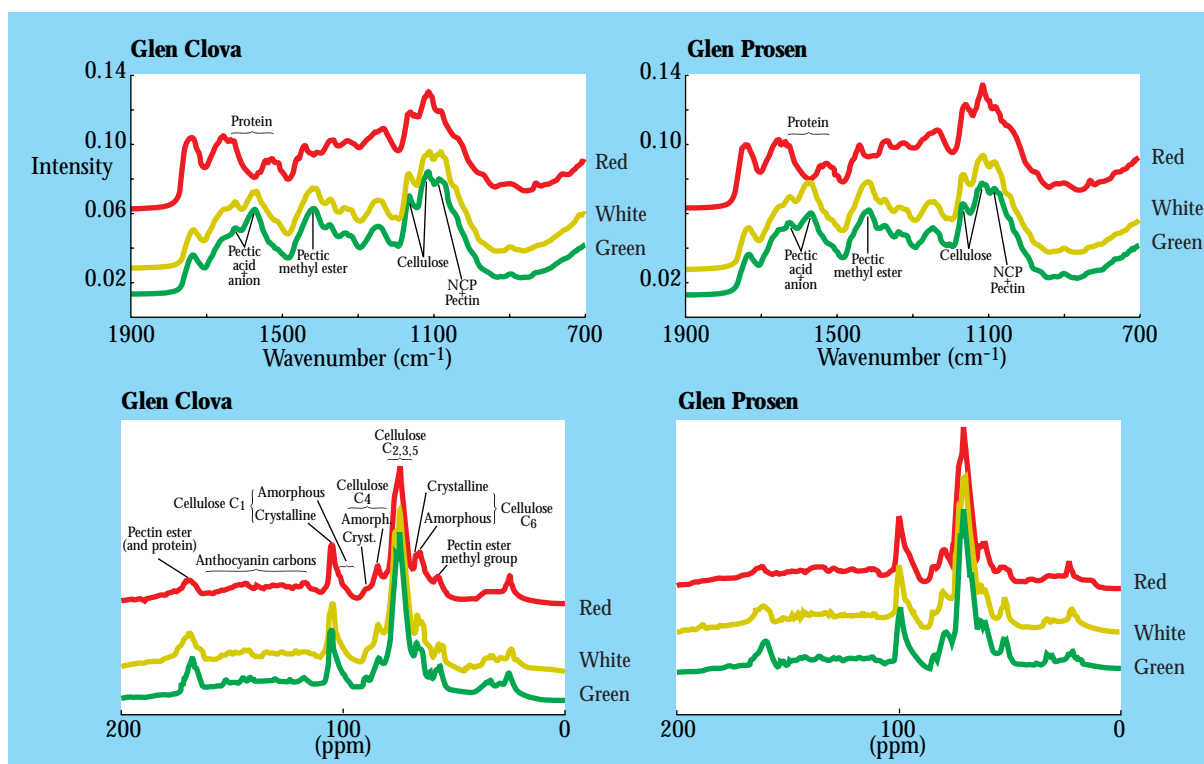 Glen Clova
0.14
0.10
Intensity
0.06
0.02
Protein
Pectic
acid
+
anion
Pectic
methyl ester
Cellulose
NCP
+
Pectin
Red
White
Green
1900
1500
1100
700
Wavenumber (cm-1)
Glen Prosen
0.14
0.10
0.06
0.02
Protein
Pectic
acid
+
anion
Pectic
methyl ester
Cellulose
NCP
+
Pectin
Red
White
Green
1900
1500
1100
700
Wavenumber (cm-1)
Glen Clova
Cellulose
C2,3,5
Cellulose C1
Amorphous
Crystalline
Cellulose
C4
Amorph.
Cryst.
Crystalline
Amorphous
Cellulose
C6
Pectin ester
(and protein)
Anthocyanin carbons
Pectin ester
methyl group
Red
White
Green
200
100
0
(ppm)
Glen Prosen
Red
White
Green
200
100
0
(ppm)